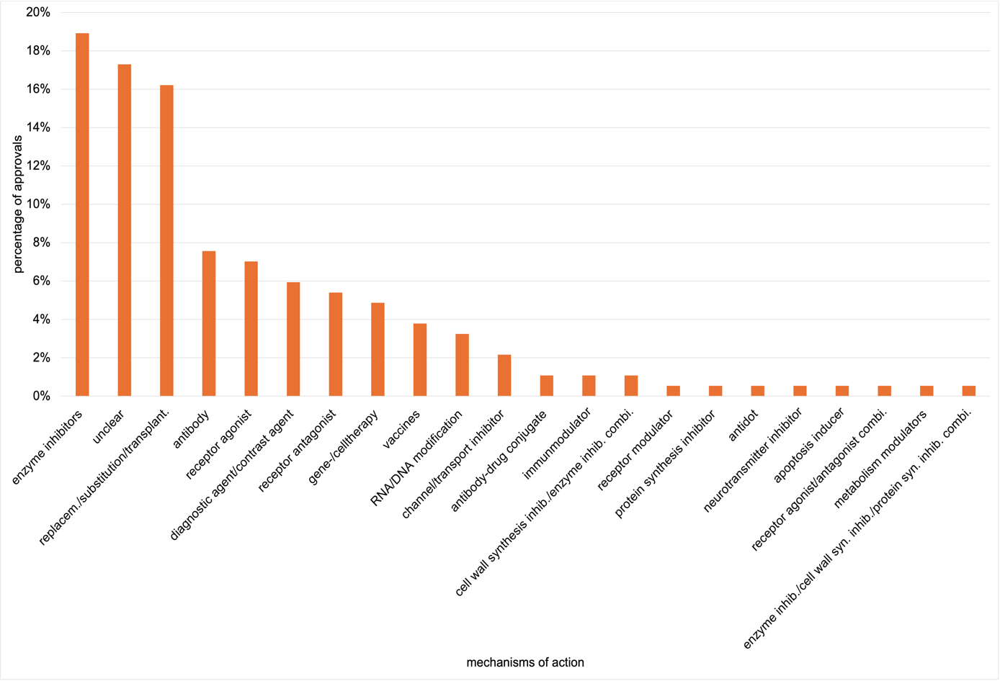 20%
18%
16%
14%
12%
10%
8%
6%
4%
2%
0%
percentage of approvals
enzyme inhibitors
unclear
replacem./substitution/transplant.
antibody
receptor agonist
diagnostic agent/contrast agent
receptor antagonist
gene-/celltherapy
vaccines
RNA/DNA modification
channel/transport inhibitor
antibody-drug conjugate
immunmodulator
cell wall synthesis inhib./enzyme inhib. combi.
receptor modulator
protein synthesis inhibitor
antidot
neurotransmitter inhibitor
apoptosis inducer
receptor agonist/antagonist combi.
metabolism modulators
enzyme inhib./cell wall syn. inhib./protein syn. inhib. combi.
mechanisms of action